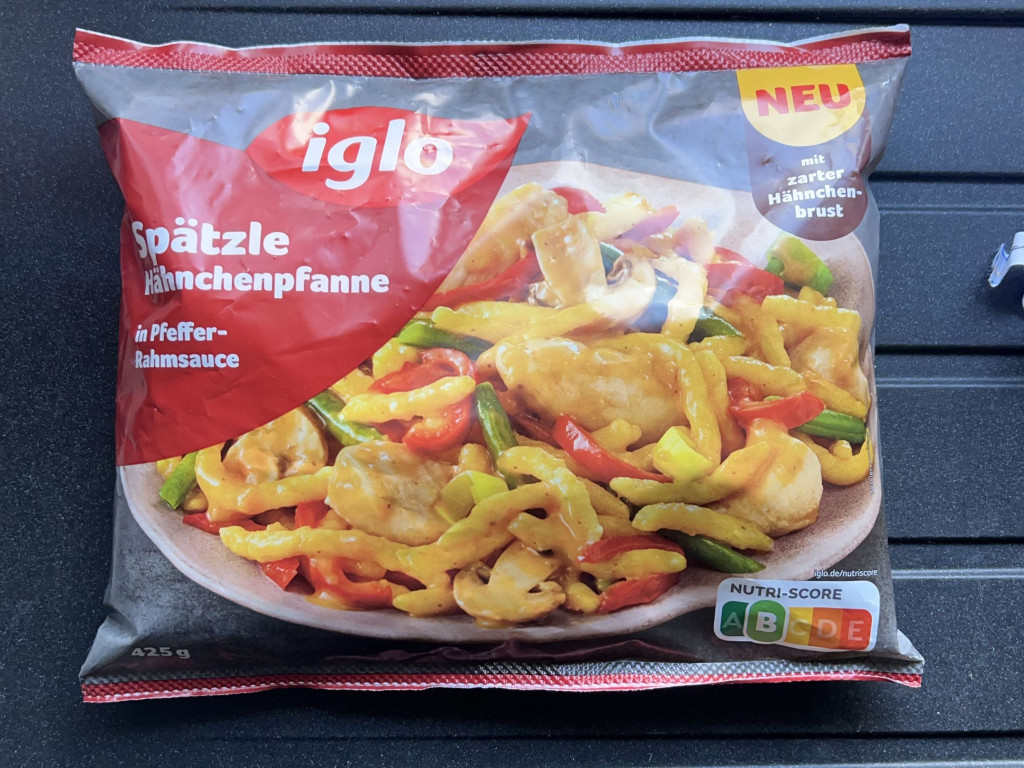 iglo
NEU
mit
zarter
Hähnchen-
brust
Spätzle
Hähnchenpfanne
in Pfeffer-
Rahmsauce
iglo.de/nutriscore
NUTRI-SCORE
A B C D E
425 g